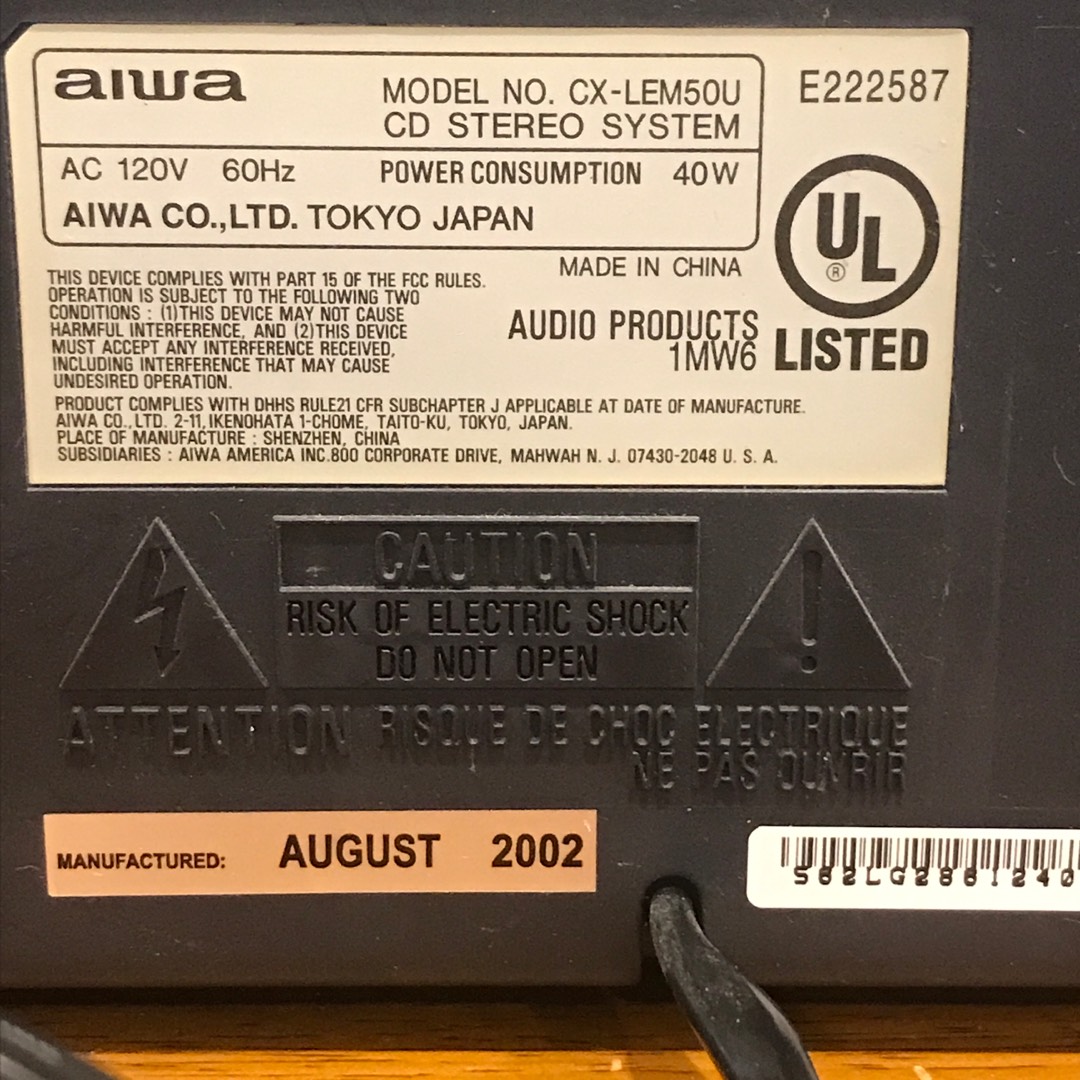 aiwa
MODEL NO. CX-LEM50U
CD STEREO SYSTEM
E222587
AC 120V 60Hz POWER CONSUMPTION 40W
AIWA CO.,LTD. TOKYO JAPAN
UL
®
LISTED
MADE IN CHINA
AUDIO PRODUCTS
1MW6
THIS DEVICE COMPLIES WITH PART 15 OF THE FCC RULES.
OPERATION IS SUBJECT TO THE FOLLOWING TWO
CONDITIONS : (1)THIS DEVICE MAY NOT CAUSE
HARMFUL INTERFERENCE, AND (2)THIS DEVICE
MUST ACCEPT ANY INTERFERENCE RECEIVED,
INCLUDING INTERFERENCE THAT MAY CAUSE
UNDESIRED OPERATION.
PRODUCT COMPLIES WITH DHHS RULE21 CFR SUBCHAPTER J APPLICABLE AT DATE OF MANUFACTURE.
AIWA CO.,LTD. 2-11,IKENOHATA 1-CHOME, TAITO-KU, TOKYO, JAPAN.
PLACE OF MANUFACTURE : SHENZHEN, CHINA
SUBSIDIARIES : AIWA AMERICA INC.800 CORPORATE DRIVE, MAHWAH N. J. 07430-2048 U. S. A.
CAUTION
RISK OF ELECTRIC SHOCK
DO NOT OPEN
ATTENTION RISQUE DE CHOC ELECTRIQUE
NE PAS OUVRIR
MANUFACTURED: AUGUST 2002